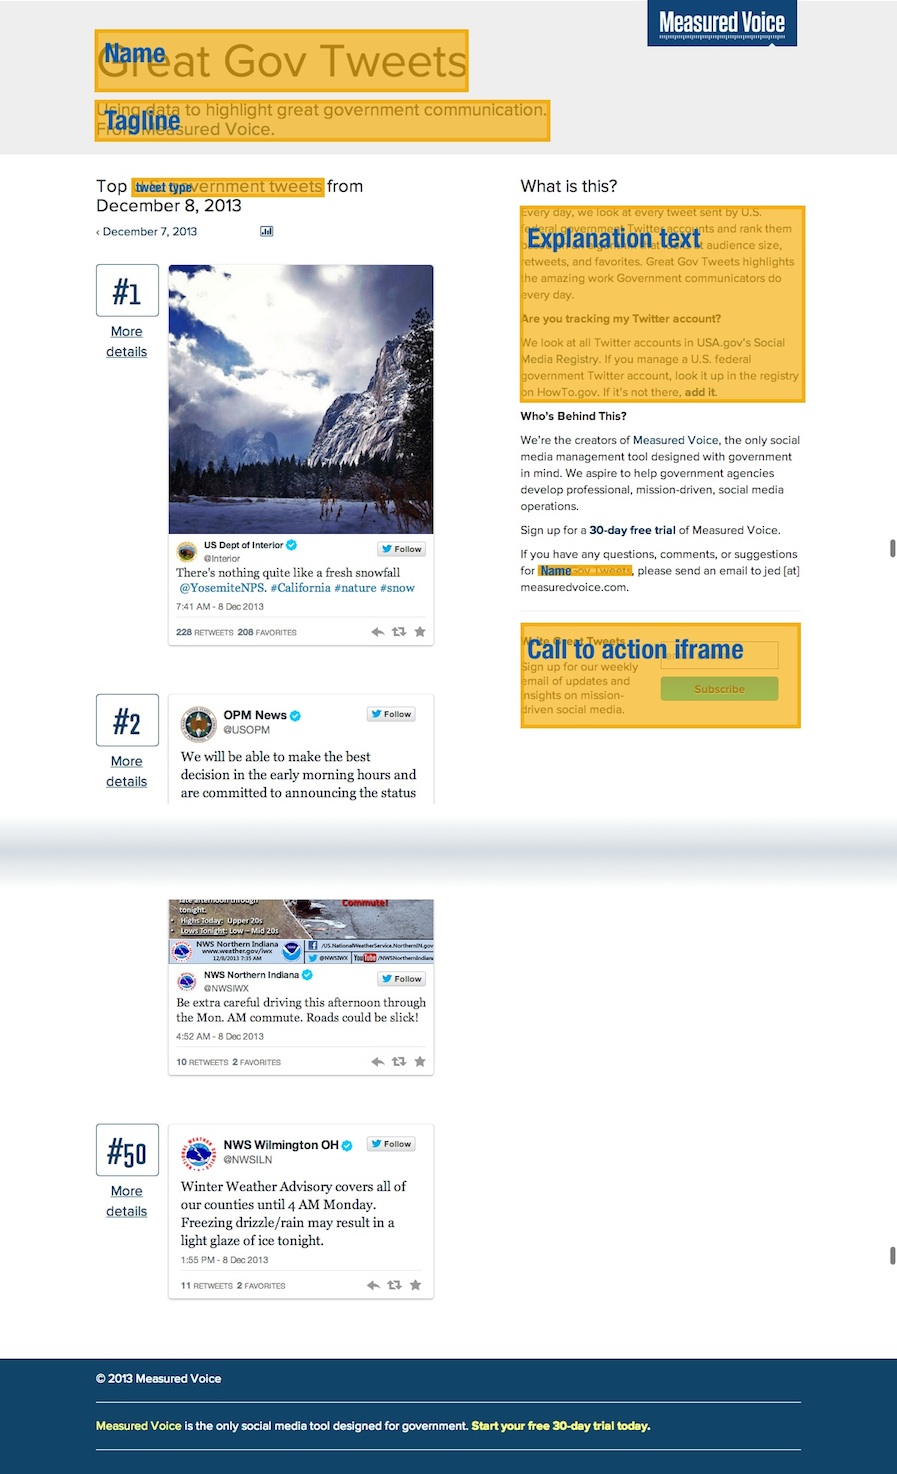 Measured Voice
Name
Great Gov Tweets
Tagline
Using data to highlight great government communication.
From Measured Voice.
Top tweet type government tweets from
December 8, 2013
‹ December 7, 2013
#1
More
details
US Dept of Interior
@Interior
Follow
There's nothing quite like a fresh snowfall
@YosemiteNPS. #California #nature #snow
7:41 AM - 8 Dec 2013
228 RETWEETS 208 FAVORITES
#2
More
details
OPM News
@USOPM
Follow
We will be able to make the best
decision in the early morning hours and
are committed to announcing the status
What is this?
Explanation text
Every day, we look at every tweet sent by U.S.
federal government Twitter accounts and rank them
audience size,
retweets, and favorites. Great Gov Tweets highlights
the amazing work Government communicators do
every day.
Are you tracking my Twitter account?
We look at all Twitter accounts in USA.gov's Social
Media Registry. If you manage a U.S. federal
government Twitter account, look it up in the registry
on HowTo.gov. If it's not there, add it.
Who's Behind This?
We're the creators of Measured Voice, the only social
media management tool designed with government
in mind. We aspire to help government agencies
develop professional, mission-driven, social media
operations.
Sign up for a 30-day free trial of Measured Voice.
If you have any questions, comments, or suggestions
for Name Gov Tweets, please send an email to jed [at]
measuredvoice.com.
Call to action iframe
Write Great Tweets
Sign up for our weekly
email of updates and
insights on mission-
driven social media.
Subscribe
late afternoon through
tonight.
• Highs Today: Upper 20s
• Lows Tonight: Low – Mid 20s
Commute!
NWS Northern Indiana
www.weather.gov/iwx
12/8/2013 7:35 AM
/US.NationalWeatherService.NorthernIN.gov
@NWSIWX
YouTube /NWSNorthernIndiana
NWS Northern Indiana
@NWSIWX
Follow
Be extra careful driving this afternoon through
the Mon. AM commute. Roads could be slick!
4:52 AM - 8 Dec 2013
10 RETWEETS 2 FAVORITES
#50
More
details
NWS Wilmington OH
@NWSILN
Follow
Winter Weather Advisory covers all of
our counties until 4 AM Monday.
Freezing drizzle/rain may result in a
light glaze of ice tonight.
1:55 PM - 8 Dec 2013
11 RETWEETS 2 FAVORITES
© 2013 Measured Voice
Measured Voice is the only social media tool designed for government. Start your free 30-day trial today.